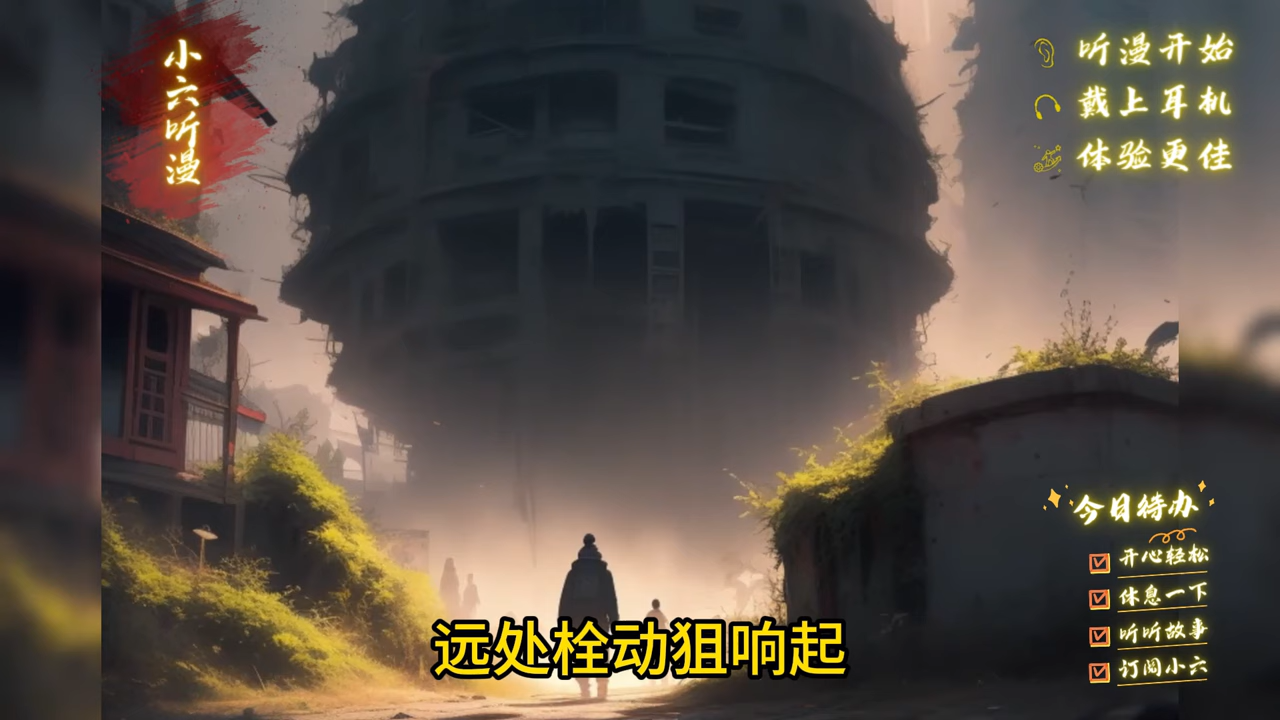 小六听漫
听漫开始
戴上耳机
体验更佳
今日待办
开心轻松
休息一下
听听故事
订阅小六
远处栓动狙响起